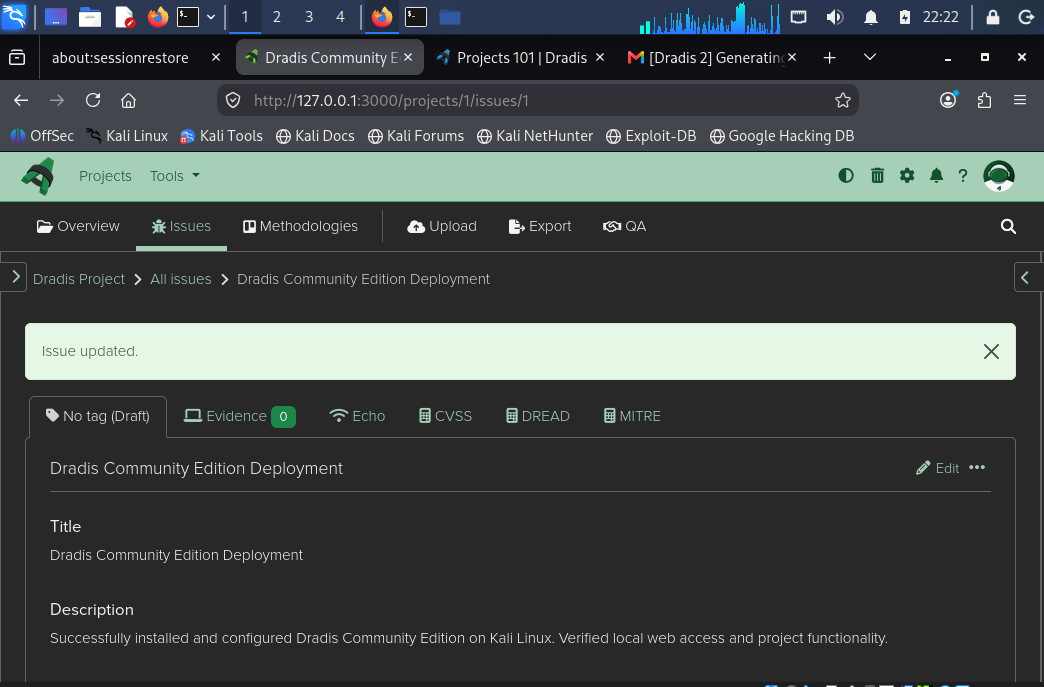 1 2 3 4 22:22
about:sessionrestore Dradis Community E Projects 101 | Dradis [Dradis 2] Generating
http://127.0.0.1:3000/projects/1/issues/1
OffSec Kali Linux Kali Tools Kali Docs Kali Forums Kali NetHunter Exploit-DB Google Hacking DB
Projects Tools ?
Overview Issues Methodologies Upload Export QA
Dradis Project > All issues > Dradis Community Edition Deployment
Issue updated.
No tag (Draft) Evidence 0 Echo CVSS DREAD MITRE
Dradis Community Edition Deployment Edit •••
Title
Dradis Community Edition Deployment
Description
Successfully installed and configured Dradis Community Edition on Kali Linux. Verified local web access and project functionality.